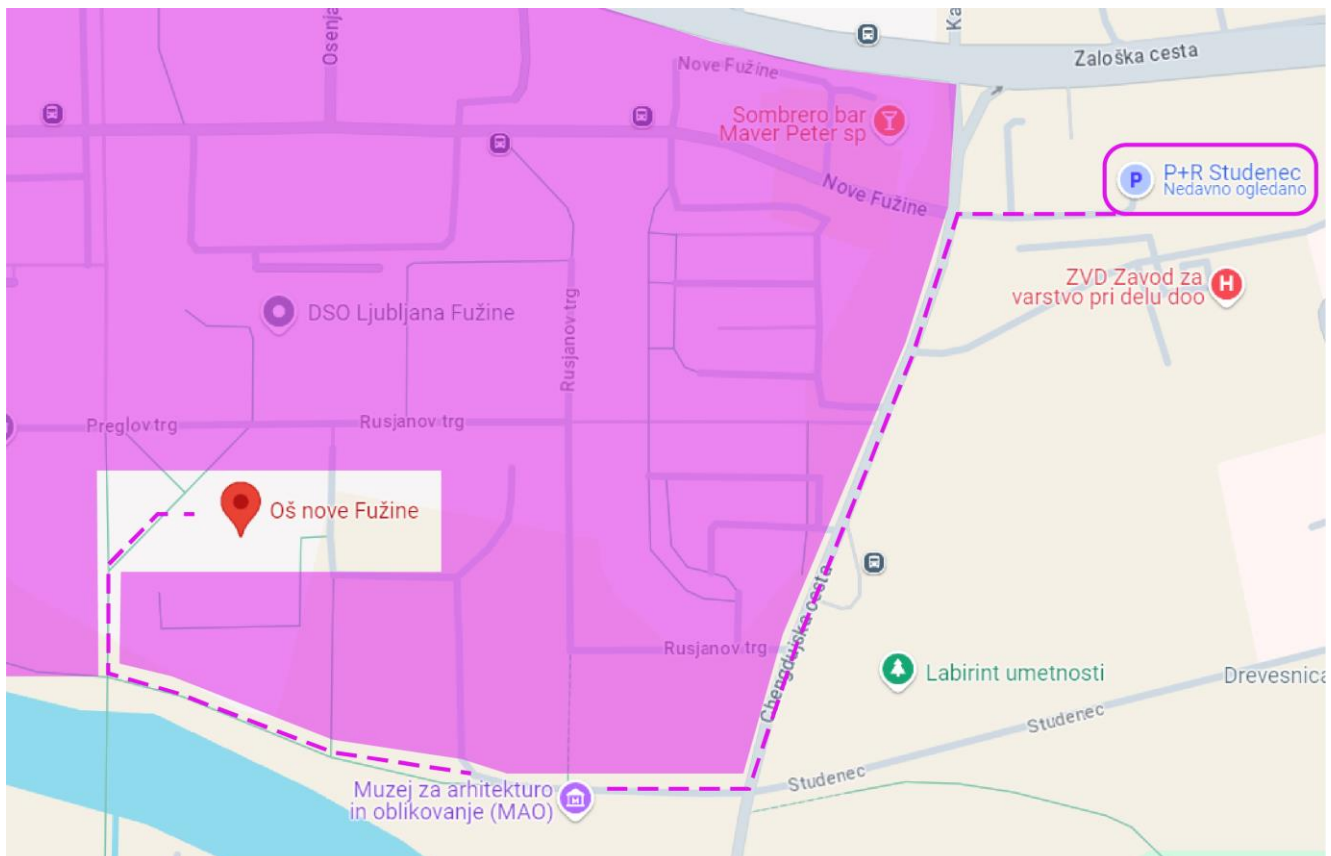 Osenja
Ka
Zaloška cesta
Nove Fužine
Sombrero bar
Maver Peter sp
P
P+R Studenec
Nedavno ogledano
Nove Fužine
ZVD Zavod za
varstvo pri delu doo
H
DSO Ljubljana Fužine
Rusjanov trg
Preglov trg
Rusjanov trg
Oš nove Fužine
Chengdujska cesta
Rusjanov trg
Labirint umetnosti
Drevesnica
Studenec
Studenec
Muzej za arhitekturo
in oblikovanje (MAO)